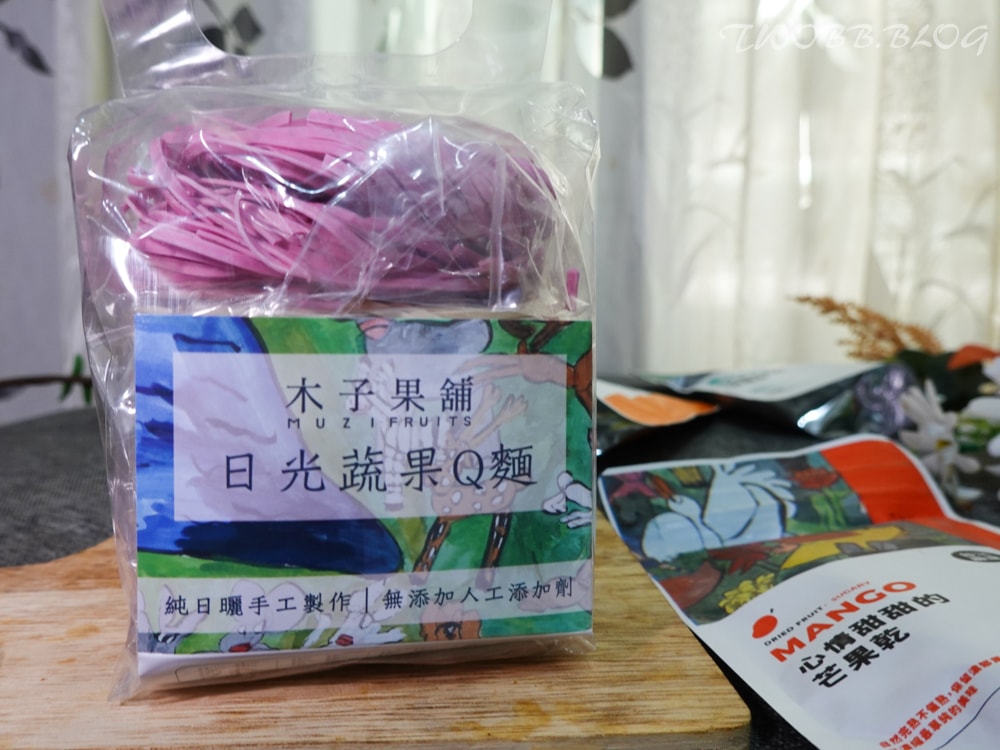 TWOBB.BLOG
木子果舖
MUZIFRUITS
日光蔬果Q麵
純日曬手工製作|無添加人工添加劑
DRIED FRUIT. SUGARY
MANGO
心情甜甜的
芒果乾